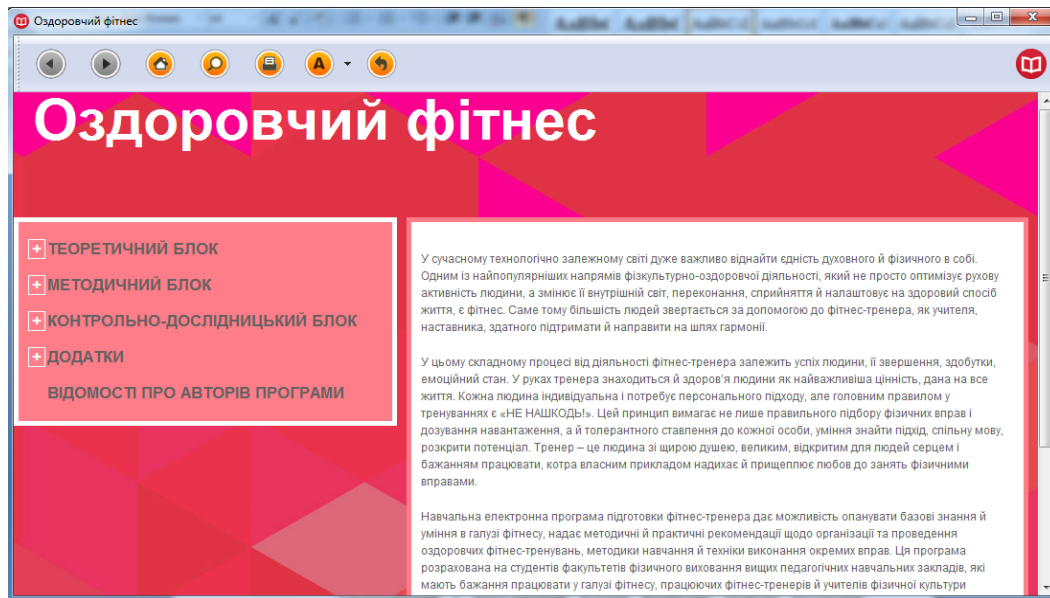 Оздоровчий фітнес
A
Оздоровчий фітнес
ТЕОРЕТИЧНИЙ БЛОК
МЕТОДИЧНИЙ БЛОК
КОНТРОЛЬНО-ДОСЛІДНИЦЬКИЙ БЛОК
ДОДАТКИ
ВІДОМОСТІ ПРО АВТОРІВ ПРОГРАМИ
У сучасному технологічно залежному світі дуже важливо віднайти єдність духовного й фізичного в собі.
Одним із найпопулярніших напрямів фізкультурно-оздоровчої діяльності, який не просто оптимізує рухову
активність людини, а змінює її внутрішній світ, переконання, сприйняття й налаштовує на здоровий спосіб
життя, є фітнес. Саме тому більшість людей звертається за допомогою до фітнес-тренера, як учителя,
наставника, здатного підтримати й направити на шлях гармонії.
У цьому складному процесі від діяльності фітнес-тренера залежить успіх людини, її звершення, здобутки,
емоційний стан. У руках тренера знаходиться й здоров'я людини як найважливіша цінність, дана на все
життя. Кожна людина індивідуальна і потребує персонального підходу, але головним правилом у
тренуваннях є «НЕ НАШКОДЬ!». Цей принцип вимагає не лише правильного підбору фізичних вправ і
дозування навантаження, а й толерантного ставлення до кожної особи, уміння знайти підхід, спільну мову,
розкрити потенціал. Тренер – це людина зі щирою душею, великим, відкритим для людей серцем і
бажанням працювати, котра власним прикладом надихає й прищеплює любов до занять фізичними
вправами.
Навчальна електронна програма підготовки фітнес-тренера дає можливість опанувати базові знання й
уміння в галузі фітнесу, надає методичні й практичні рекомендації щодо організації та проведення
оздоровчих фітнес-тренувань, методики навчання й техніки виконання окремих вправ. Ця програма
розрахована на студентів факультетів фізичного виховання вищих педагогічних навчальних закладів, які
мають бажання працювати у галузі фітнесу, працюючих фітнес-тренерів й учителів фізичної культури